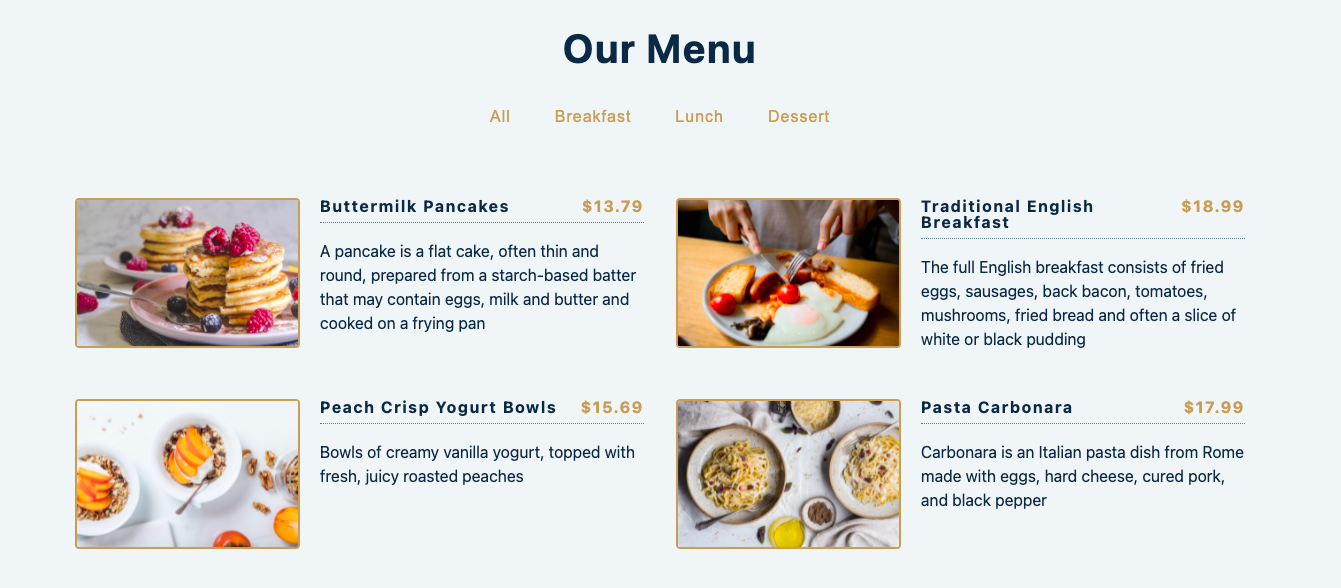 Our Menu
All Breakfast Lunch Dessert
Buttermilk Pancakes $13.79
A pancake is a flat cake, often thin and
round, prepared from a starch-based batter
that may contain eggs, milk and butter and
cooked on a frying pan
Traditional English $18.99
Breakfast
The full English breakfast consists of fried
eggs, sausages, back bacon, tomatoes,
mushrooms, fried bread and often a slice of
white or black pudding
Peach Crisp Yogurt Bowls $15.69
Bowls of creamy vanilla yogurt, topped with
fresh, juicy roasted peaches
Pasta Carbonara $17.99
Carbonara is an Italian pasta dish from Rome
made with eggs, hard cheese, cured pork,
and black pepper